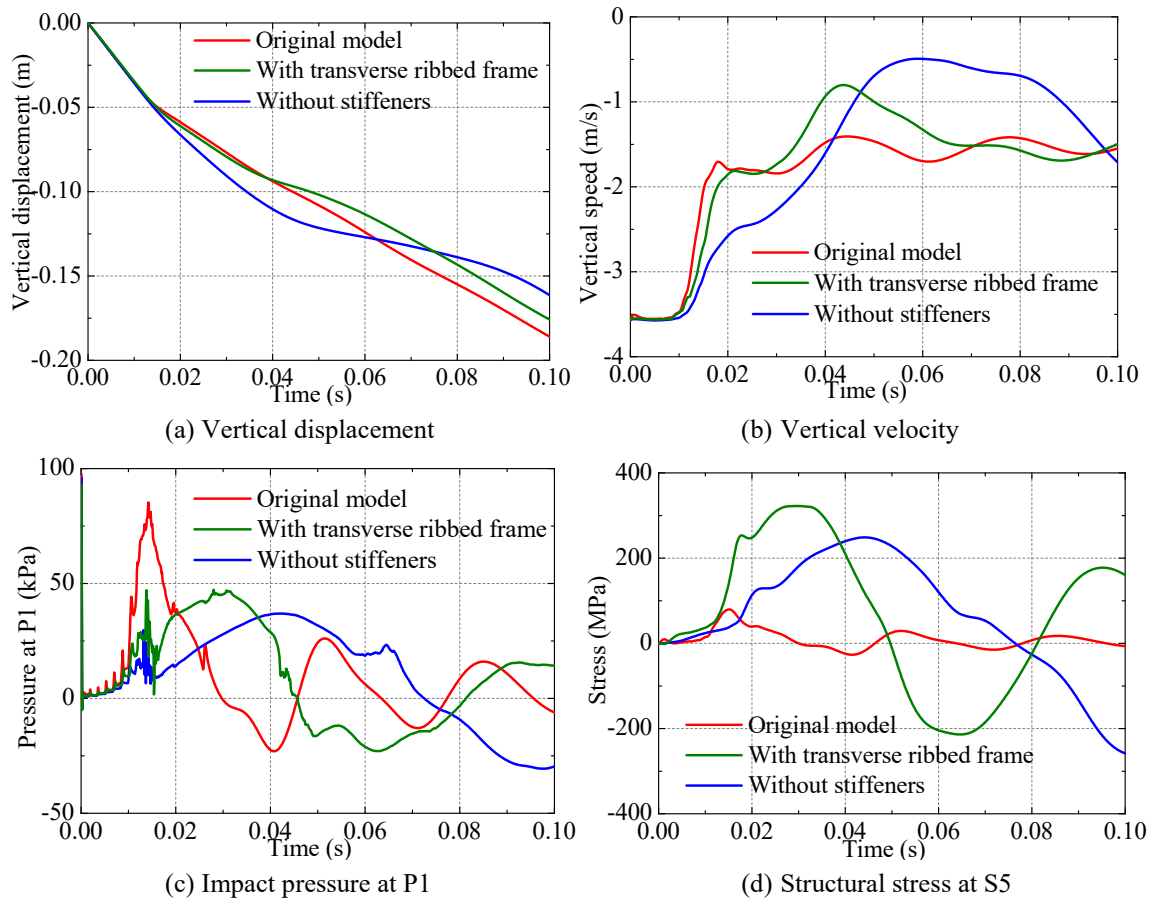 0.00
-0.05
-0.10
-0.15
-0.20
Vertical displacement (m)
Original model
With transverse ribbed frame
Without stiffeners
0.00 0.02 0.04 0.06 0.08 0.10
Time (s)
(a) Vertical displacement
-0
-1
-2
-3
-4
Vertical speed (m/s)
Original model
With transverse ribbed frame
Without stiffeners
0.00 0.02 0.04 0.06 0.08 0.10
Time (s)
(b) Vertical velocity
100
50
0
-50
Pressure at P1 (kPa)
Original model
With transverse ribbed frame
Without stiffeners
0.00 0.02 0.04 0.06 0.08 0.10
Time (s)
(c) Impact pressure at P1
400
200
0
-200
-400
Stress (MPa)
Original model
With transverse ribbed frame
Without stiffeners
0.00 0.02 0.04 0.06 0.08 0.10
Time (s)
(d) Structural stress at S5